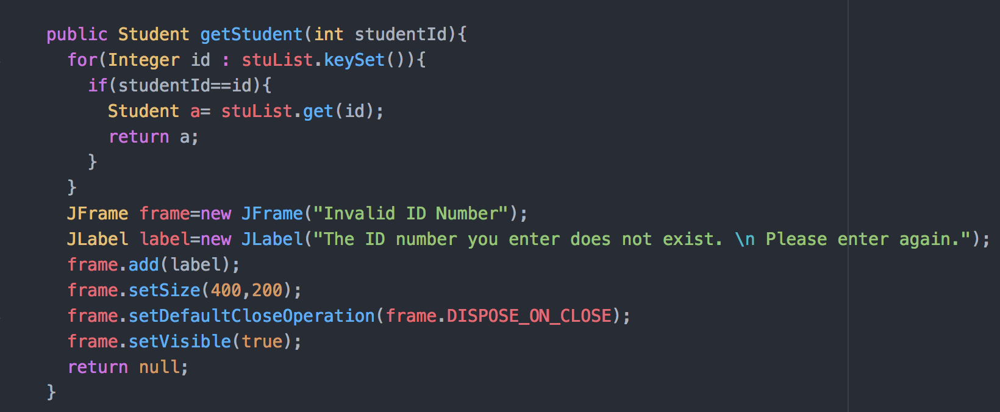 public Student getStudent(int studentId){
for(Integer id : stuList.keySet()){
if(studentId==id){
Student a= stuList.get(id);
return a;
}
}
JFrame frame=new JFrame("Invalid ID Number");
JLabel label=new JLabel("The ID number you enter does not exist. \n Please enter again.");
frame.add(label);
frame.setSize(400,200);
frame.setDefaultCloseOperation(frame.DISPOSE_ON_CLOSE);
frame.setVisible(true);
return null;
}